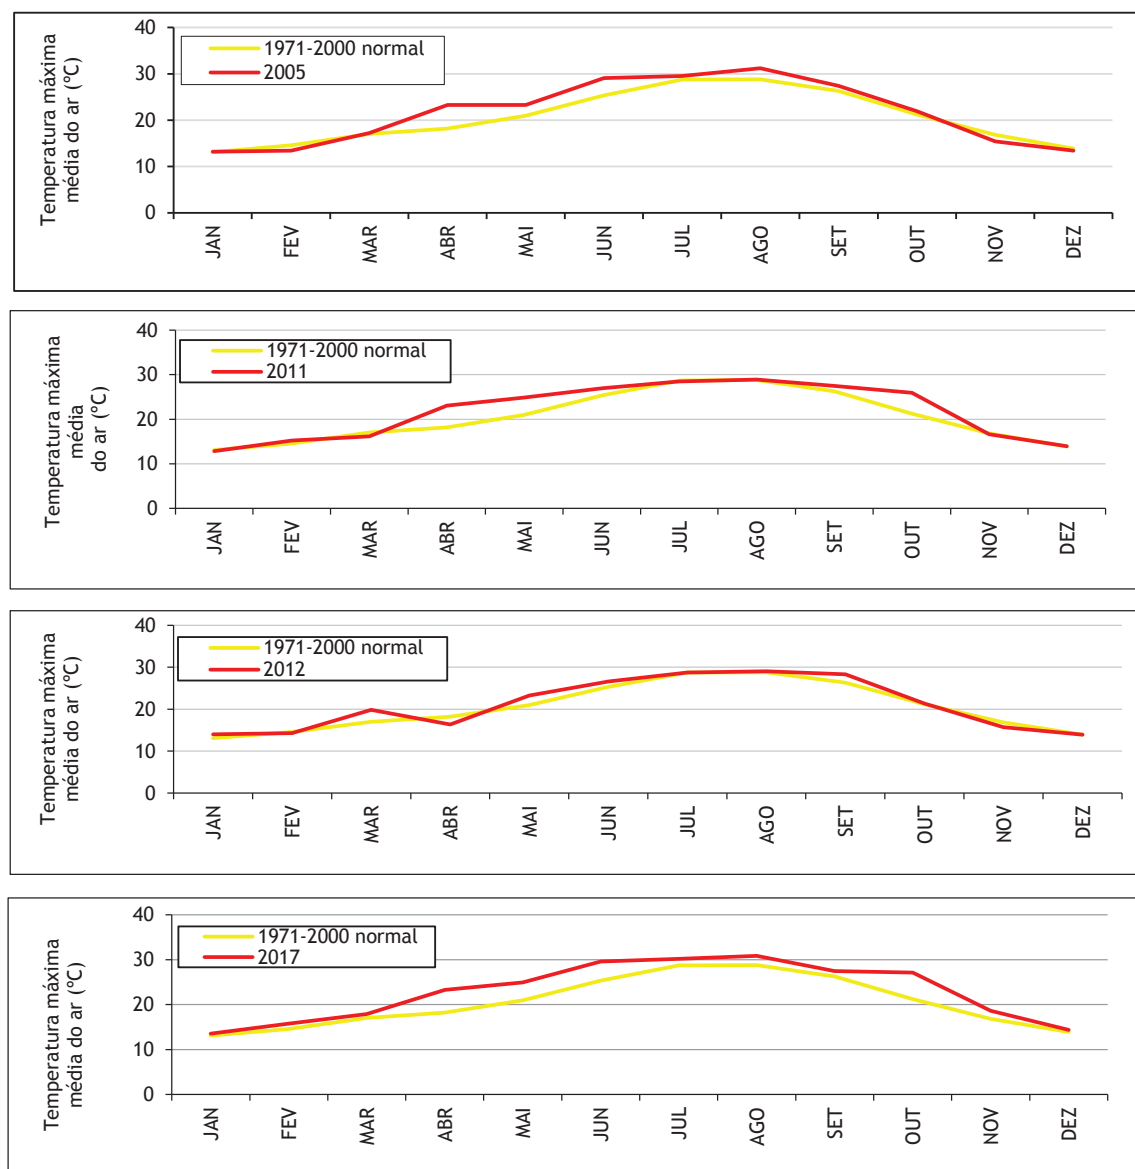 Temperatura máxima
média do ar (°C)
40
30
20
10
0
1971-2000 normal
2005
JAN
FEV
MAR
ABR
MAI
JUN
JUL
AGO
SET
OUT
NOV
DEZ
Temperatura máxima
média
do ar (°C)
40
30
20
10
0
1971-2000 normal
2011
JAN
FEV
MAR
ABR
MAI
JUN
JUL
AGO
SET
OUT
NOV
DEZ
Temperatura máxima
média do ar (°C)
40
30
20
10
0
1971-2000 normal
2012
JAN
FEV
MAR
ABR
MAI
JUN
JUL
AGO
SET
OUT
NOV
DEZ
Temperatura máxima
média do ar (°C)
40
30
20
10
0
1971-2000 normal
2017
JAN
FEV
MAR
ABR
MAI
JUN
JUL
AGO
SET
OUT
NOV
DEZ